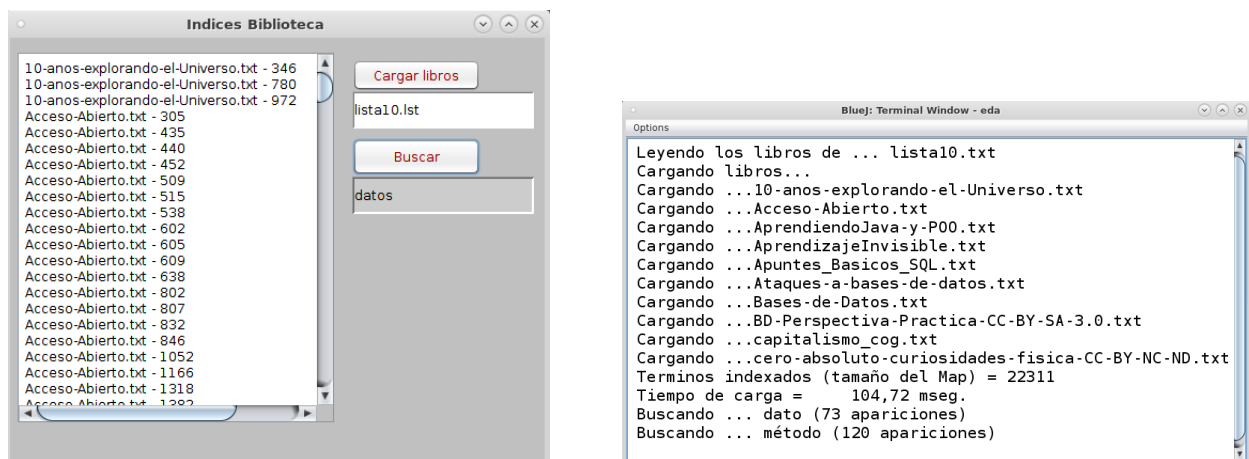 Indices Biblioteca
10-anos-explorando-el-Universo.txt - 346
10-anos-explorando-el-Universo.txt - 780
10-anos-explorando-el-Universo.txt - 972
Acceso-Abierto.txt - 305
Acceso-Abierto.txt - 435
Acceso-Abierto.txt - 440
Acceso-Abierto.txt - 452
Acceso-Abierto.txt - 509
Acceso-Abierto.txt - 515
Acceso-Abierto.txt - 538
Acceso-Abierto.txt - 602
Acceso-Abierto.txt - 605
Acceso-Abierto.txt - 609
Acceso-Abierto.txt - 638
Acceso-Abierto.txt - 802
Acceso-Abierto.txt - 807
Acceso-Abierto.txt - 832
Acceso-Abierto.txt - 846
Acceso-Abierto.txt - 1052
Acceso-Abierto.txt - 1166
Acceso-Abierto.txt - 1318
Acceso-Abierto.txt - 1382
Cargar libros
lista10.lst
Buscar
datos
BlueJ: Terminal Window - eda
Options
Leyendo los libros de ... lista10.txt
Cargando libros...
Cargando ...10-anos-explorando-el-Universo.txt
Cargando ...Acceso-Abierto.txt
Cargando ...AprendiendoJava-y-POO.txt
Cargando ...AprendizajeInvisible.txt
Cargando ...Apuntes_Basicos_SQL.txt
Cargando ...Ataques-a-bases-de-datos.txt
Cargando ...Bases-de-Datos.txt
Cargando ...BD-Perspectiva-Practica-CC-BY-SA-3.0.txt
Cargando ...capitalismo_cog.txt
Cargando ...cero-absoluto-curiosidades-fisica-CC-BY-NC-ND.txt
Terminos indexados (tamaño del Map) = 22311
Tiempo de carga = 104,72 mseg.
Buscando ... dato (73 apariciones)
Buscando ... método (120 apariciones)